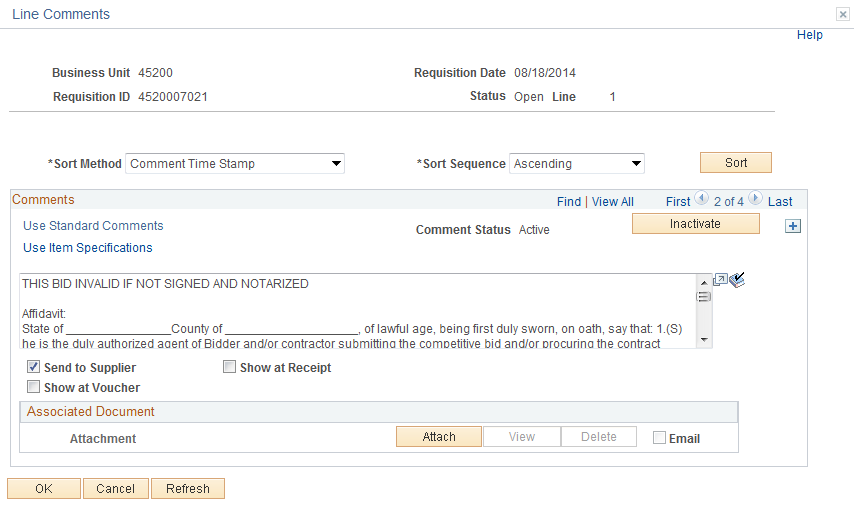 Line Comments
Help
Business Unit 45200 Requisition Date 08/18/2014
Requisition ID 4520007021 Status Open Line 1
*Sort Method Comment Time Stamp *Sort Sequence Ascending Sort
Comments Find | View All First 2 of 4 Last
Use Standard Comments Comment Status Active Inactivate
Use Item Specifications
THIS BID INVALID IF NOT SIGNED AND NOTARIZED
Affidavit:
State of ________________County of ____________________, of lawful age, being first duly sworn, on oath, say that: 1.(S)
he is the duly authorized agent of Bidder and/or contractor submitting the competitive bid and/or procuring the contract
Send to Supplier Show at Receipt
Show at Voucher
Associated Document
Attachment Attach View Delete Email
OK Cancel Refresh